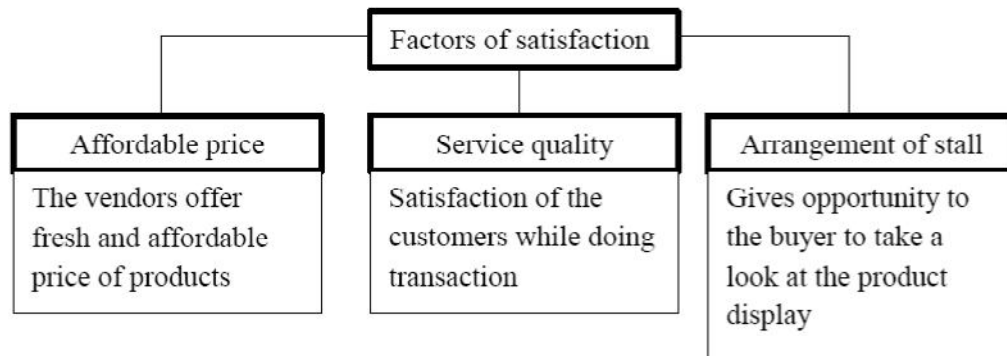 Factors of satisfaction
Affordable price
The vendors offer
fresh and affordable
price of products
Service quality
Satisfaction of the
customers while doing
transaction
Arrangement of stall
Gives opportunity to
the buyer to take a
look at the product
display